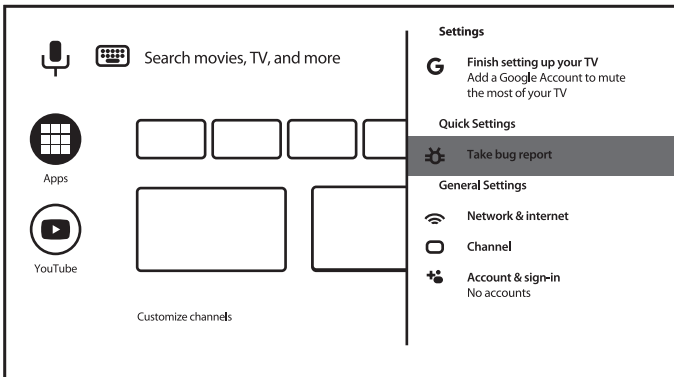 Search movies, TV, and more
Apps
YouTube
Customize channels
Settings
Finish setting up your TV
Add a Google Account to mute
the most of your TV
Quick Settings
Take bug report
General Settings
Network & internet
Channel
Account & sign-in
No accounts